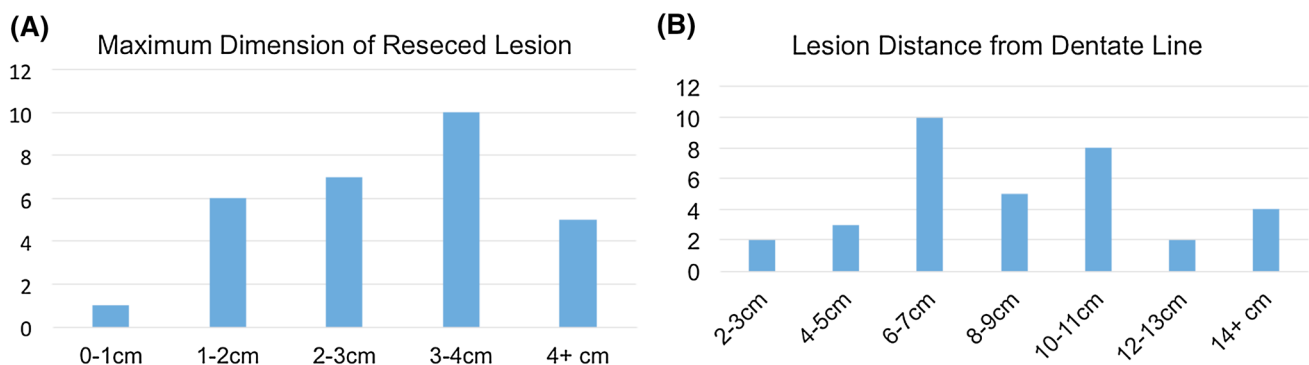 (A)
Maximum Dimension of Reseced Lesion
12
10
8
6
4
2
0
0-1cm 1-2cm 2-3cm 3-4cm 4+ cm
(B)
Lesion Distance from Dentate Line
12
10
8
6
4
2
0
2-3cm 4-5cm 6-7cm 8-9cm 10-11cm 12-13cm 14+ cm